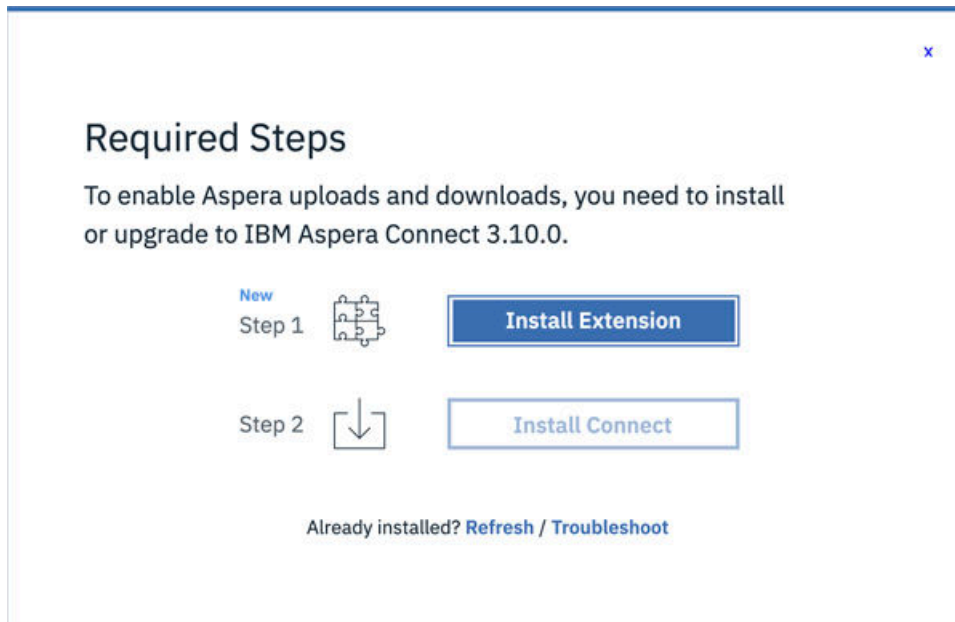 x
Required Steps
To enable Aspera uploads and downloads, you need to install
or upgrade to IBM Aspera Connect 3.10.0.
New
Step 1
Install Extension
Step 2
Install Connect
Already installed? Refresh / Troubleshoot